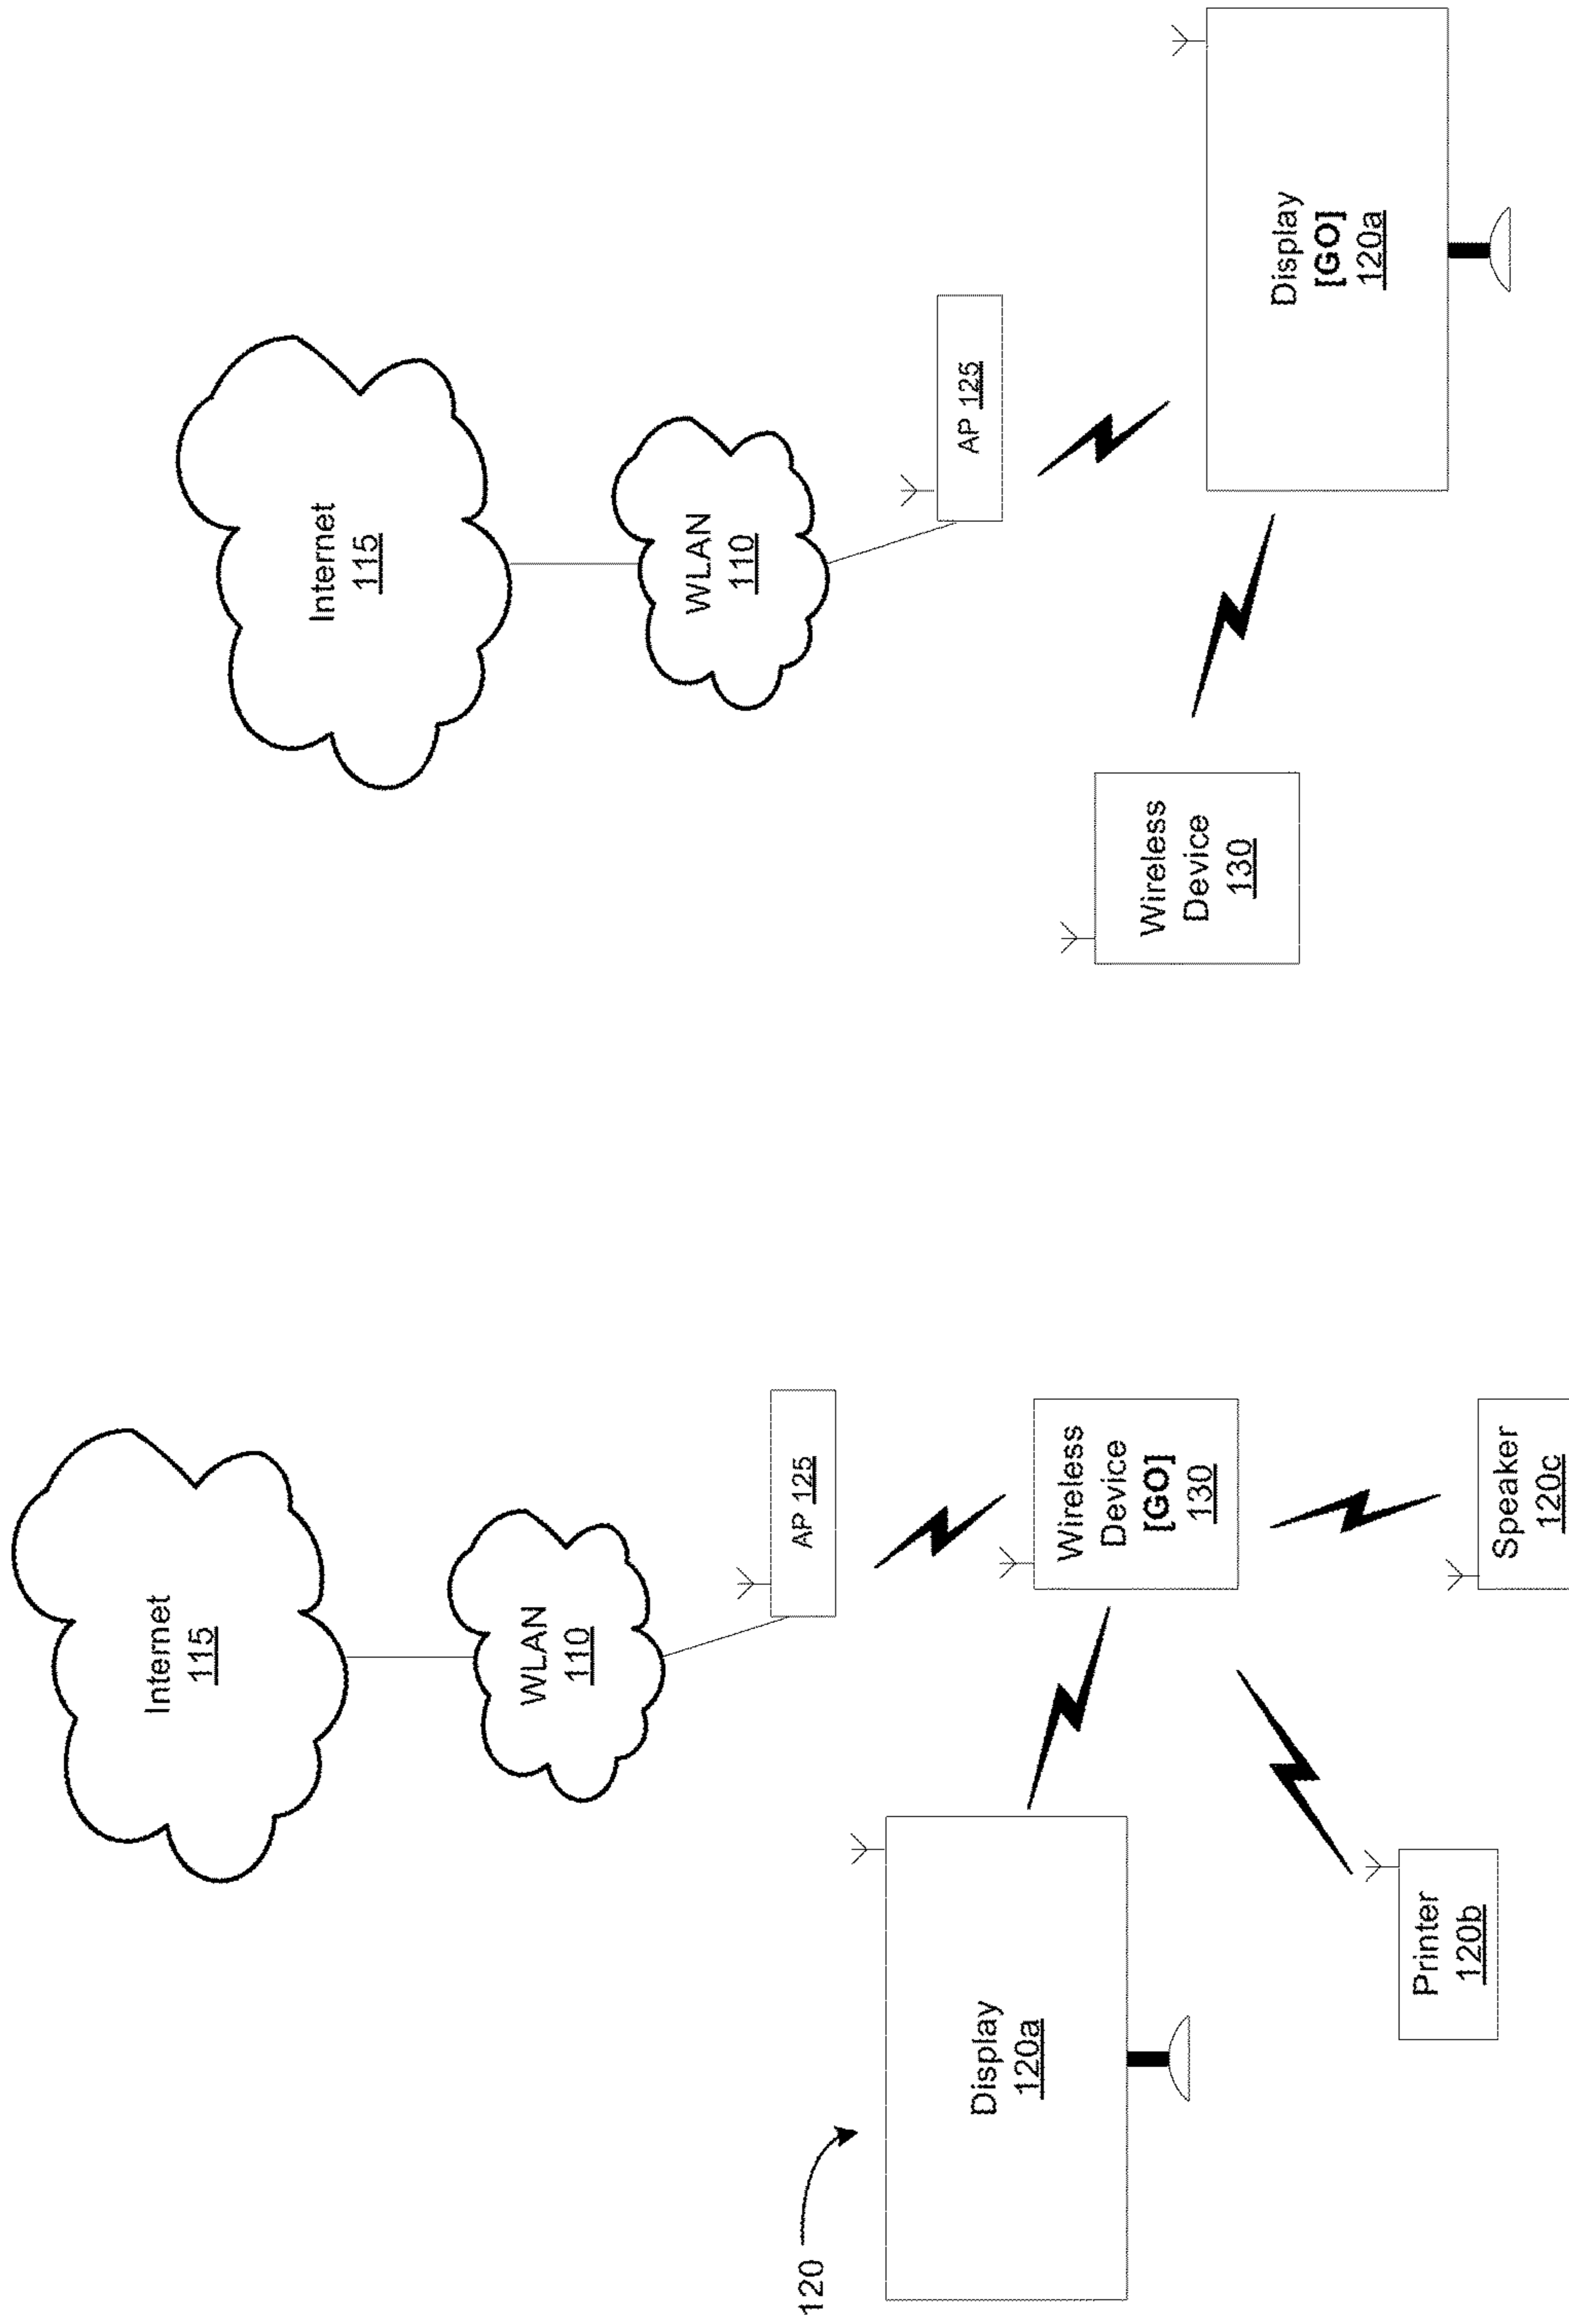 Internet
115
WLAN
110
AP 125
Wireless
Device
[GO]
130
120
Display
120a
Printer
120b
Speaker
120c
Internet
115
WLAN
110
AP 125
Wireless
Device
130
Display
[GO]
120a